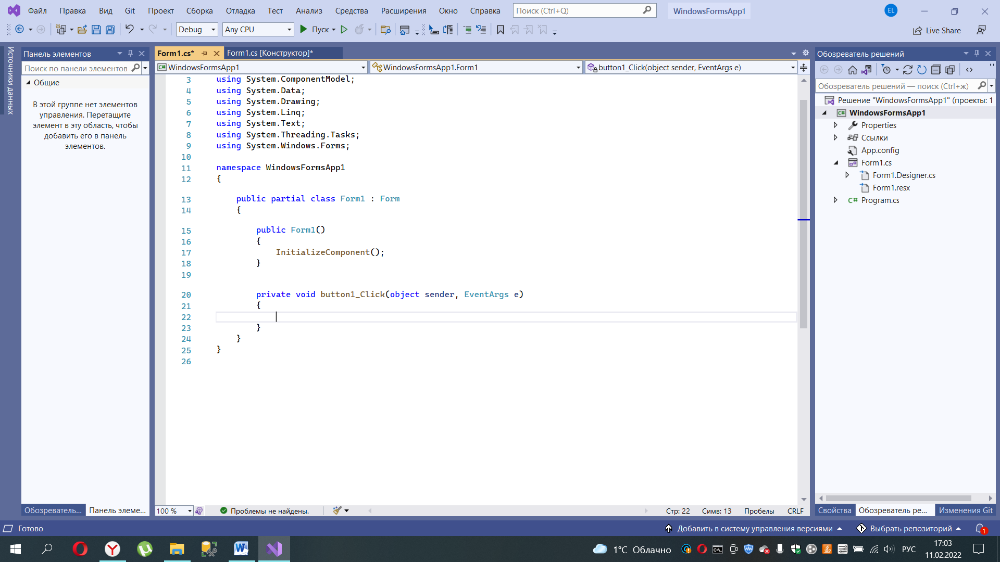 Файл Правка Вид Git Проект Сборка Отладка Тест Анализ Средства Расширения Окно Справка Поиск (Ctrl+Q) WindowsFormsApp1 EL
Debug Any CPU Пуск Live Share
Источники данных
Панель элементов
Поиск по панели элементов
Общие
В этой группе нет элементов
управления. Перетащите
элемент в эту область, чтобы
добавить его в панель
элементов.
Обозреватель... Панель элеме...
Form1.cs* Form1.cs [Конструктор]*
WindowsFormsApp1 WindowsFormsApp1.Form1 button1_Click(object sender, EventArgs e)
3 using System.ComponentModel;
4 using System.Data;
5 using System.Drawing;
6 using System.Linq;
7 using System.Text;
8 using System.Threading.Tasks;
9 using System.Windows.Forms;
10
11 namespace WindowsFormsApp1
12 {
13 public partial class Form1 : Form
14 {
15 public Form1()
16 {
17 InitializeComponent();
18 }
19
20 private void button1_Click(object sender, EventArgs e)
21 {
22
23 }
24 }
25 }
26
100 % Проблемы не найдены. Стр: 22 Симв: 13 Пробелы CRLF
Обозреватель решений
Обозреватель решений — поиск (Ctrl+ж)
Решение "WindowsFormsApp1" (проекты: 1
C# WindowsFormsApp1
Properties
Ссылки
App.config
Form1.cs
Form1.Designer.cs
Form1.resx
C# Program.cs
Свойства Обозреватель ре... Изменения Git
Готово Добавить в систему управления версиями Выбрать репозиторий 1
1°C Облачно РУС 17:03
11.02.2022